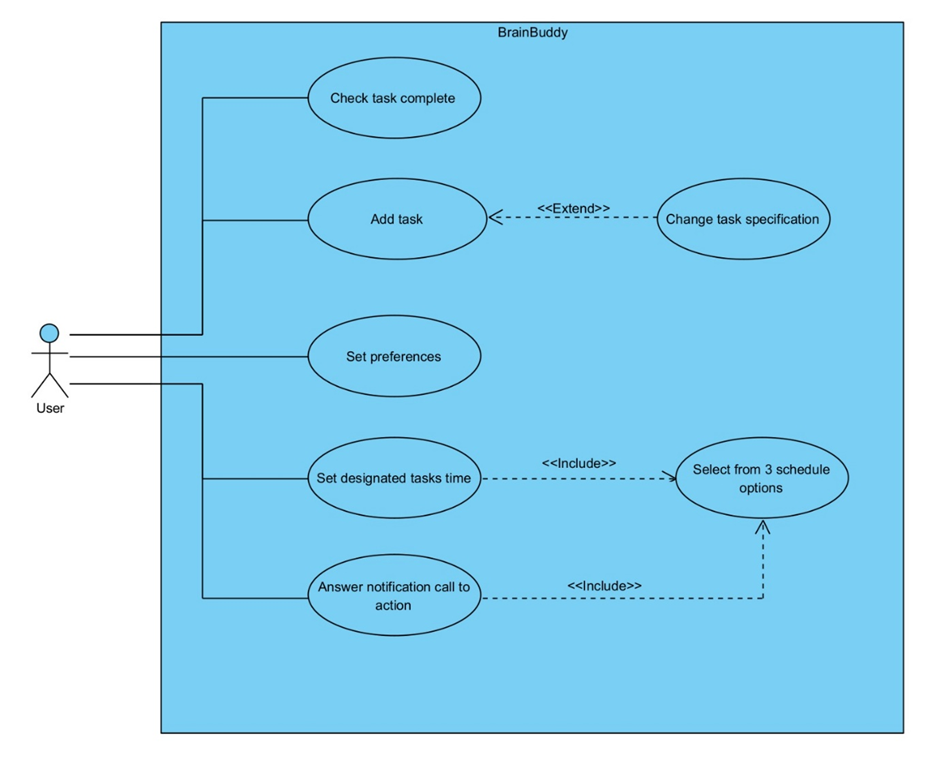 BrainBuddy
Check task complete
Add task
<<Extend>>
Change task specification
Set preferences
User
Set designated tasks time
<<Include>>
Select from 3 schedule
options
Answer notification call to
action
<<Include>>